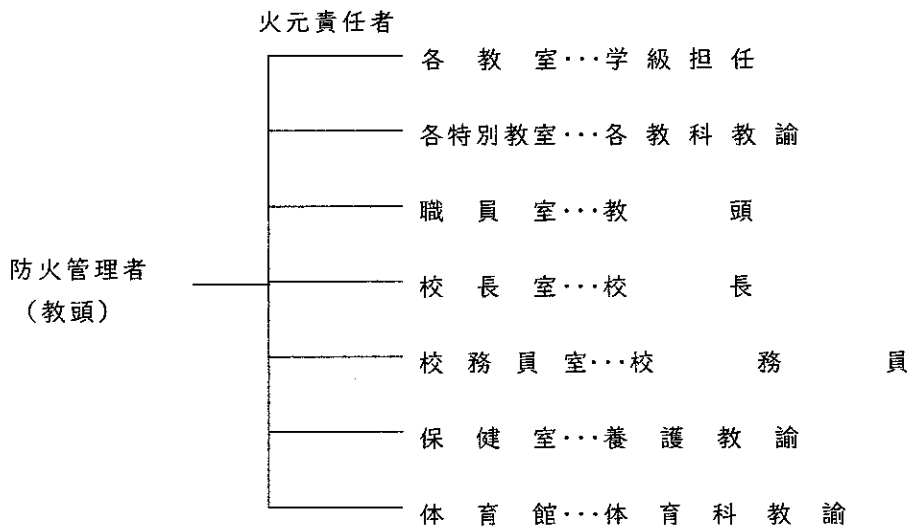 火元責任者
各教室・・・学級担任
各特別教室・・・各教科教諭
職員室・・・教頭
防火管理者
（教頭）
校長室・・・校長
校務員室・・・校務員
保健室・・・養護教諭
体育館・・・体育科教諭